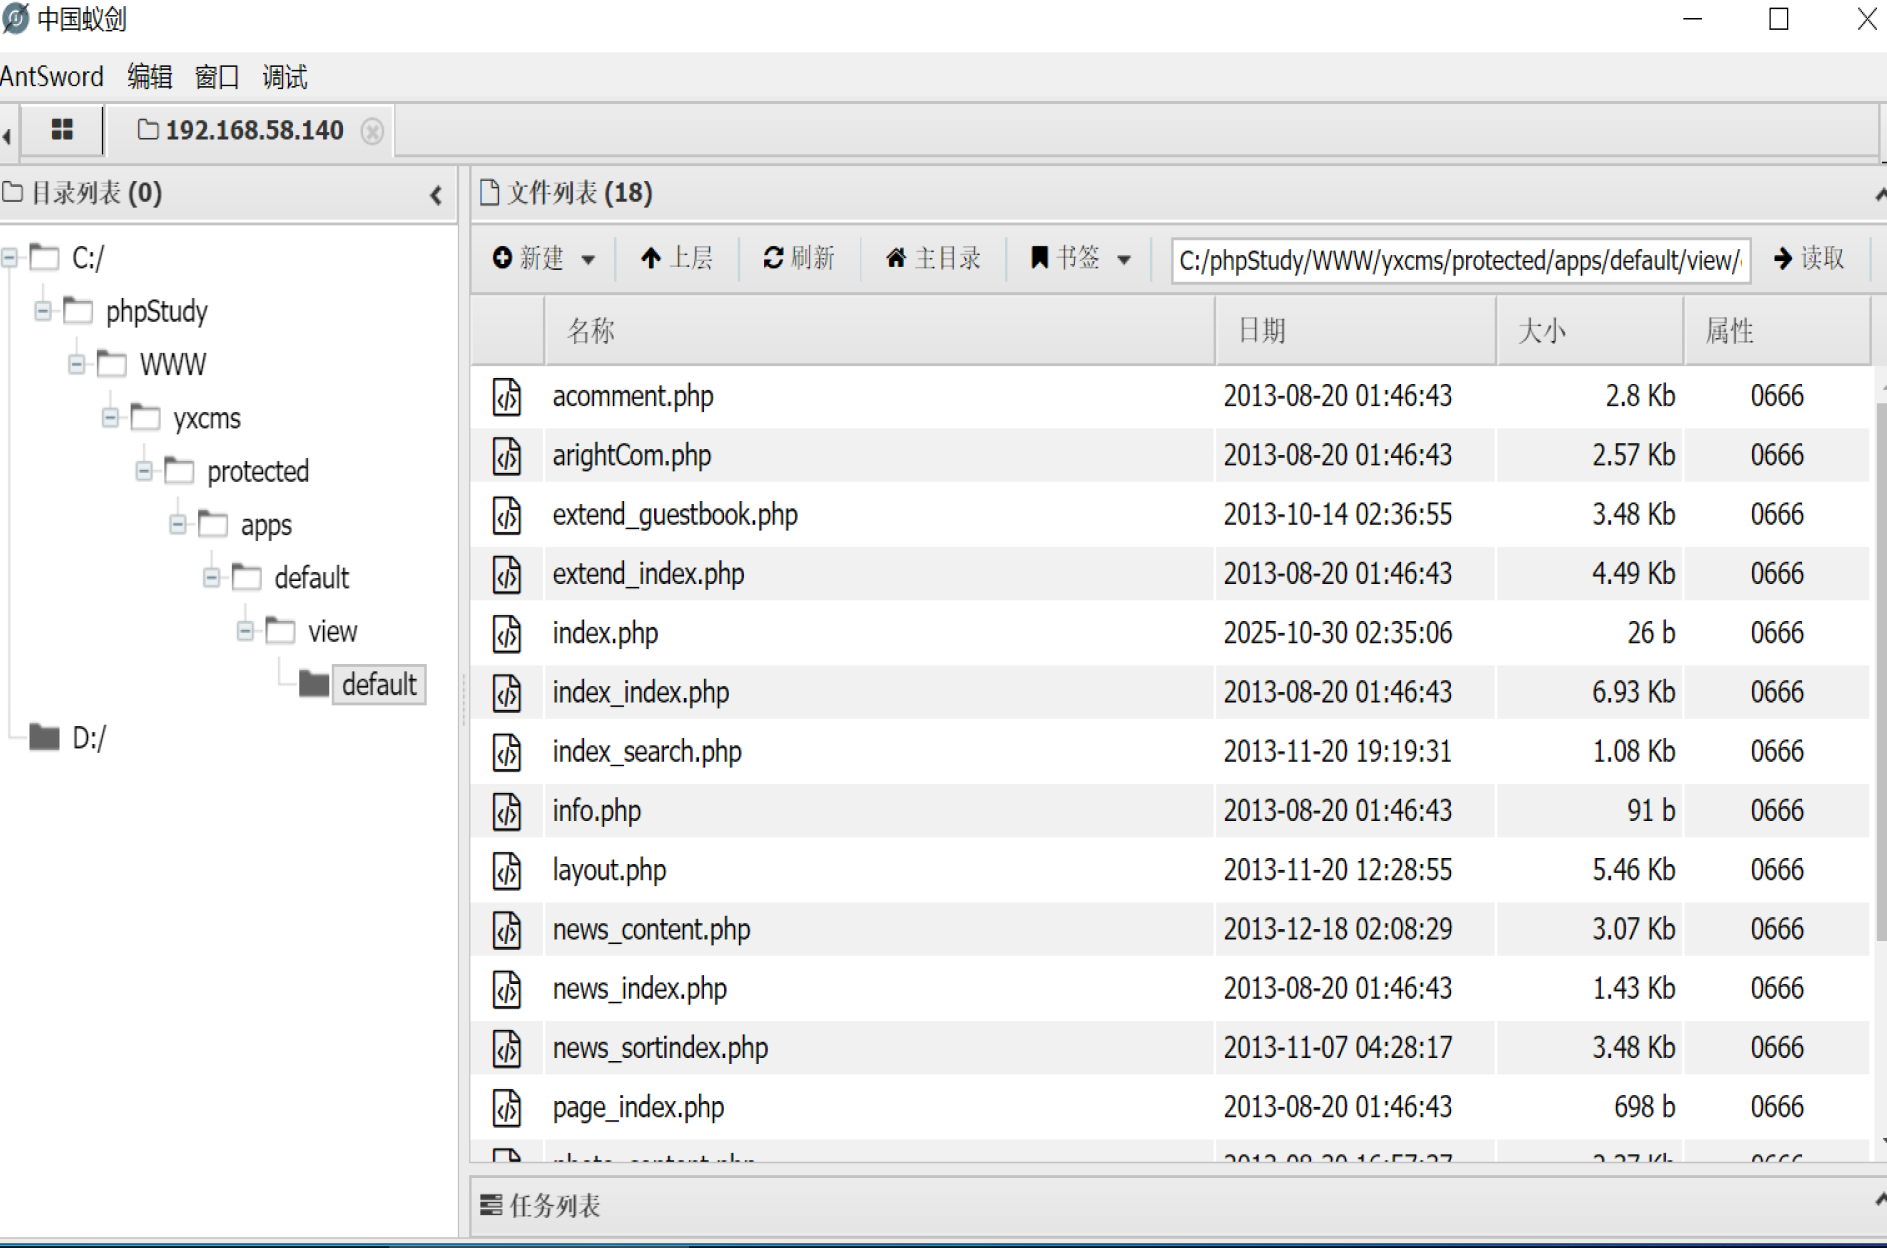 中国蚁剑
AntSword 编辑 窗口 调试
192.168.58.140
目录列表 (0)
C:/
phpStudy
WWW
yxcms
protected
apps
default
view
default
D:/
文件列表 (18)
新建 上层 刷新 主目录 书签 C:/phpStudy/WWW/yxcms/protected/apps/default/view/ 读取
名称 日期 大小 属性
acomment.php 2013-08-20 01:46:43 2.8 Kb 0666
arightCom.php 2013-08-20 01:46:43 2.57 Kb 0666
extend_guestbook.php 2013-10-14 02:36:55 3.48 Kb 0666
extend_index.php 2013-08-20 01:46:43 4.49 Kb 0666
index.php 2025-10-30 02:35:06 26 b 0666
index_index.php 2013-08-20 01:46:43 6.93 Kb 0666
index_search.php 2013-11-20 19:19:31 1.08 Kb 0666
info.php 2013-08-20 01:46:43 91 b 0666
layout.php 2013-11-20 12:28:55 5.46 Kb 0666
news_content.php 2013-12-18 02:08:29 3.07 Kb 0666
news_index.php 2013-08-20 01:46:43 1.43 Kb 0666
news_sortindex.php 2013-11-07 04:28:17 3.48 Kb 0666
page_index.php 2013-08-20 01:46:43 698 b 0666
任务列表